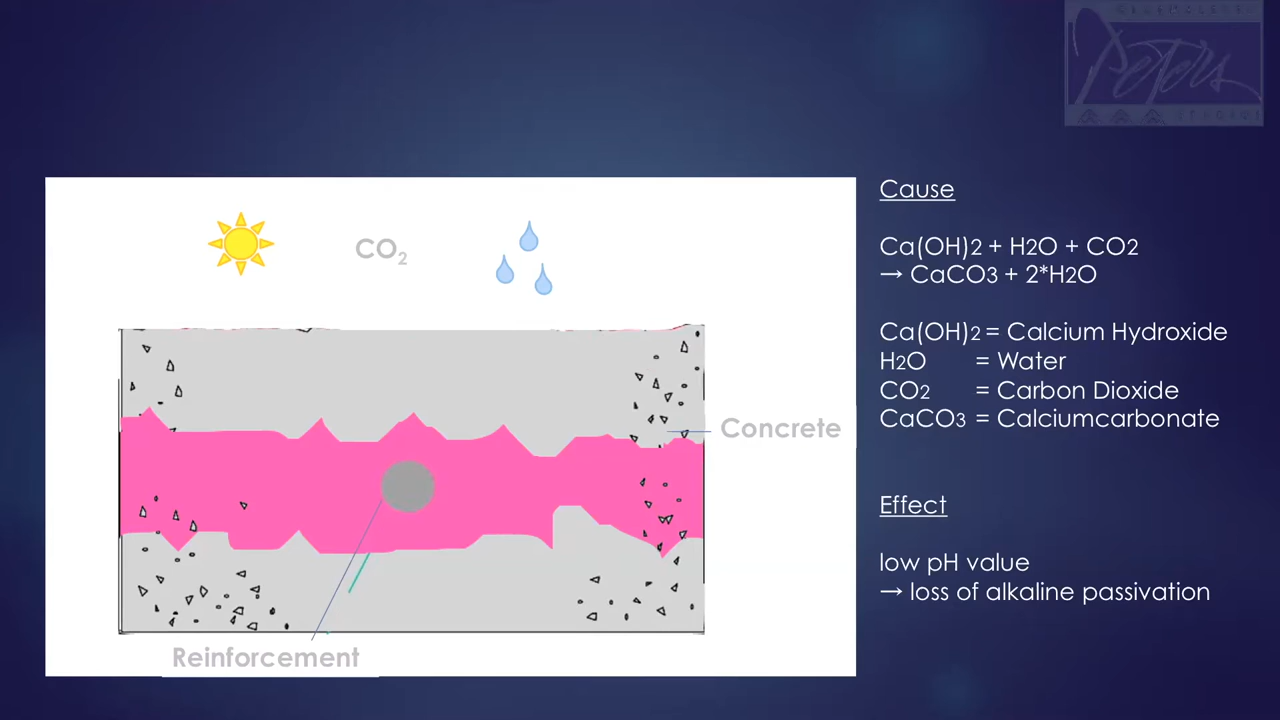 Peters
Cause
CO2
Ca(OH)2 + H2O + CO2
→ CaCO3 + 2*H2O
Ca(OH)2 = Calcium Hydroxide
H2O = Water
CO2 = Carbon Dioxide
CaCO3 = Calciumcarbonate
Concrete
Effect
low pH value
→ loss of alkaline passivation
Reinforcement